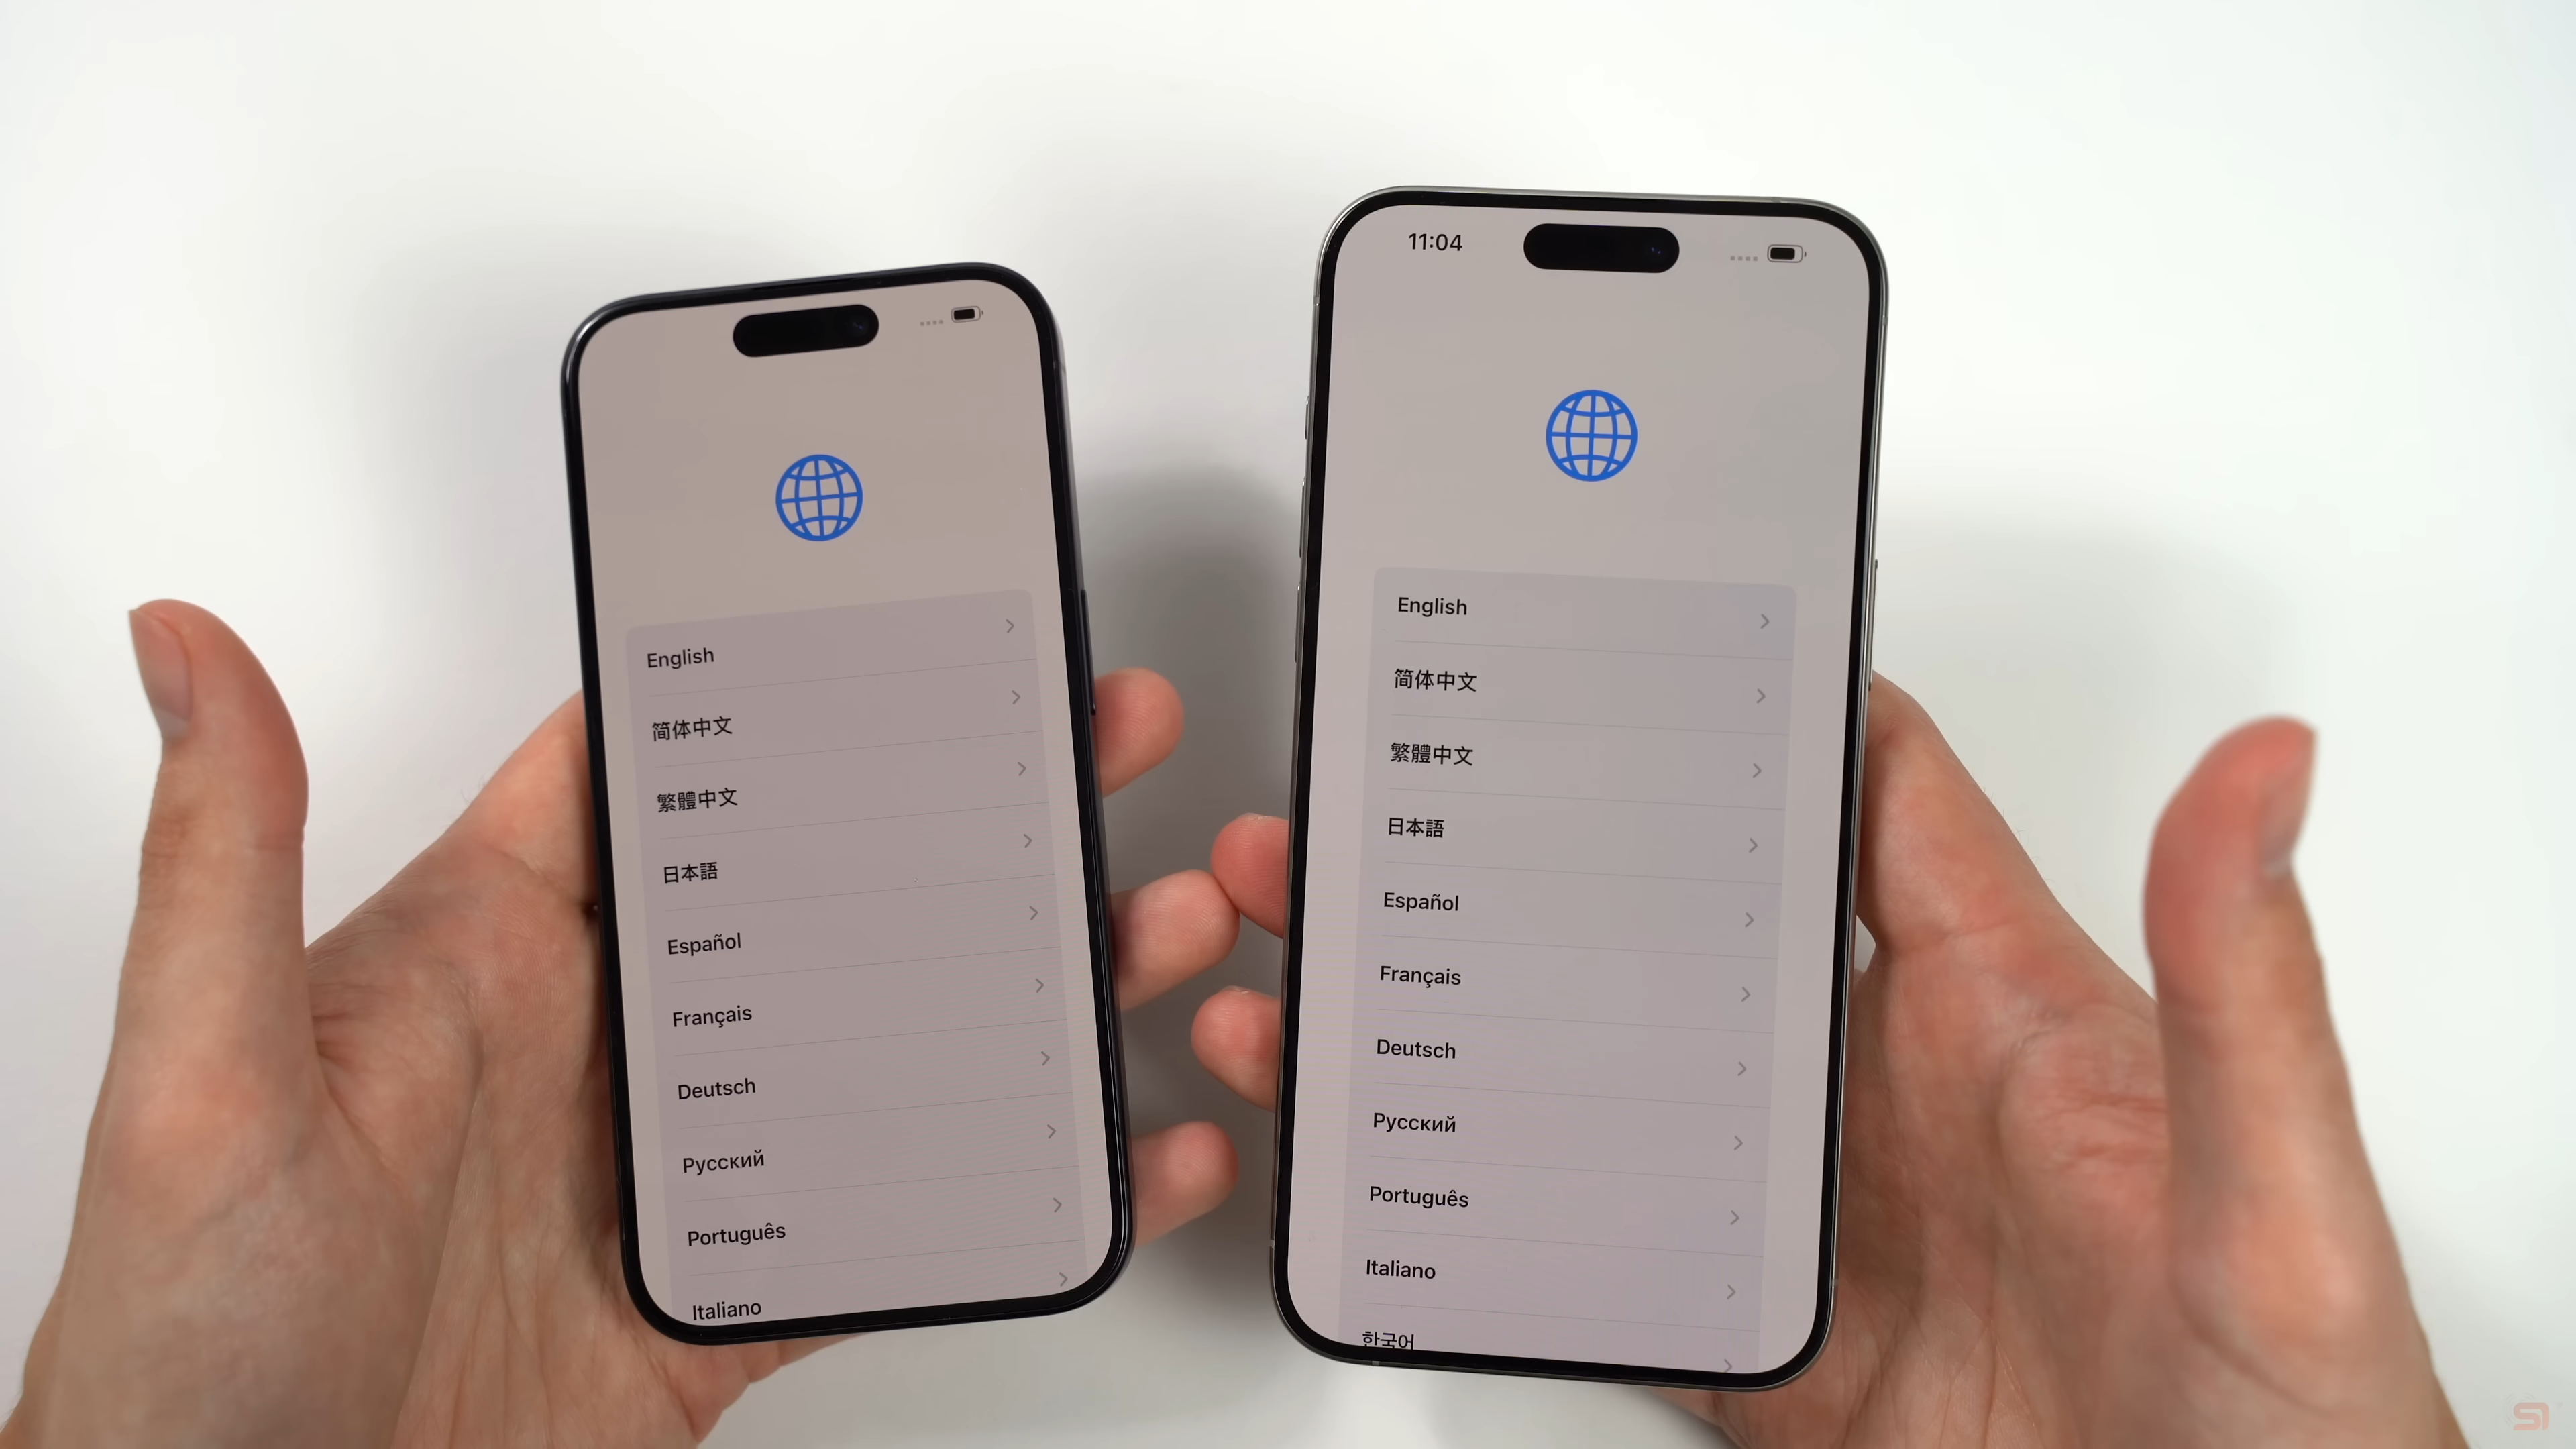 English
简体中文
繁體中文
日本語
Español
Français
Deutsch
Русский
Português
Italiano
11:04
English
简体中文
繁體中文
日本語
Español
Français
Deutsch
Русский
Português
Italiano
한국어